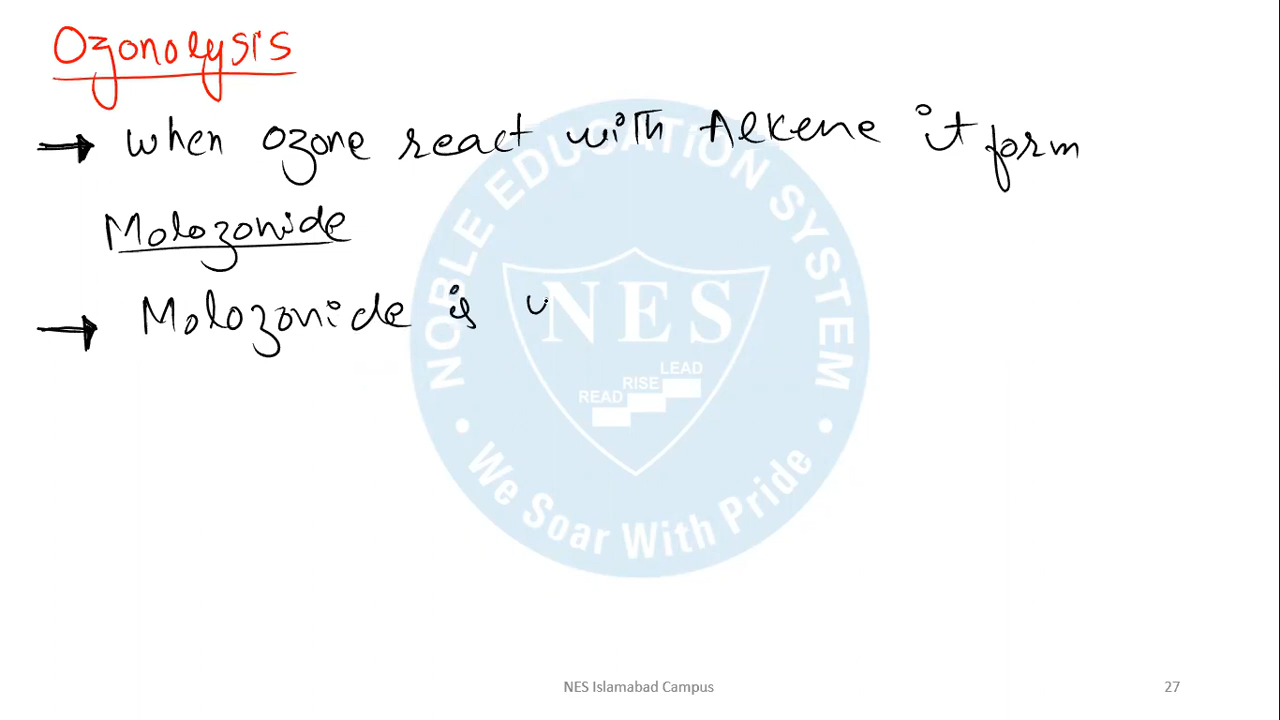 Ozonolysis
→ when ozone react with Alkene it form
Molozonide
→ Molozonide is u
NOBLE EDUCATION SYSTEM
NES
LEAD
RISE
READ
• We Soar With Pride •
NES Islamabad Campus
27